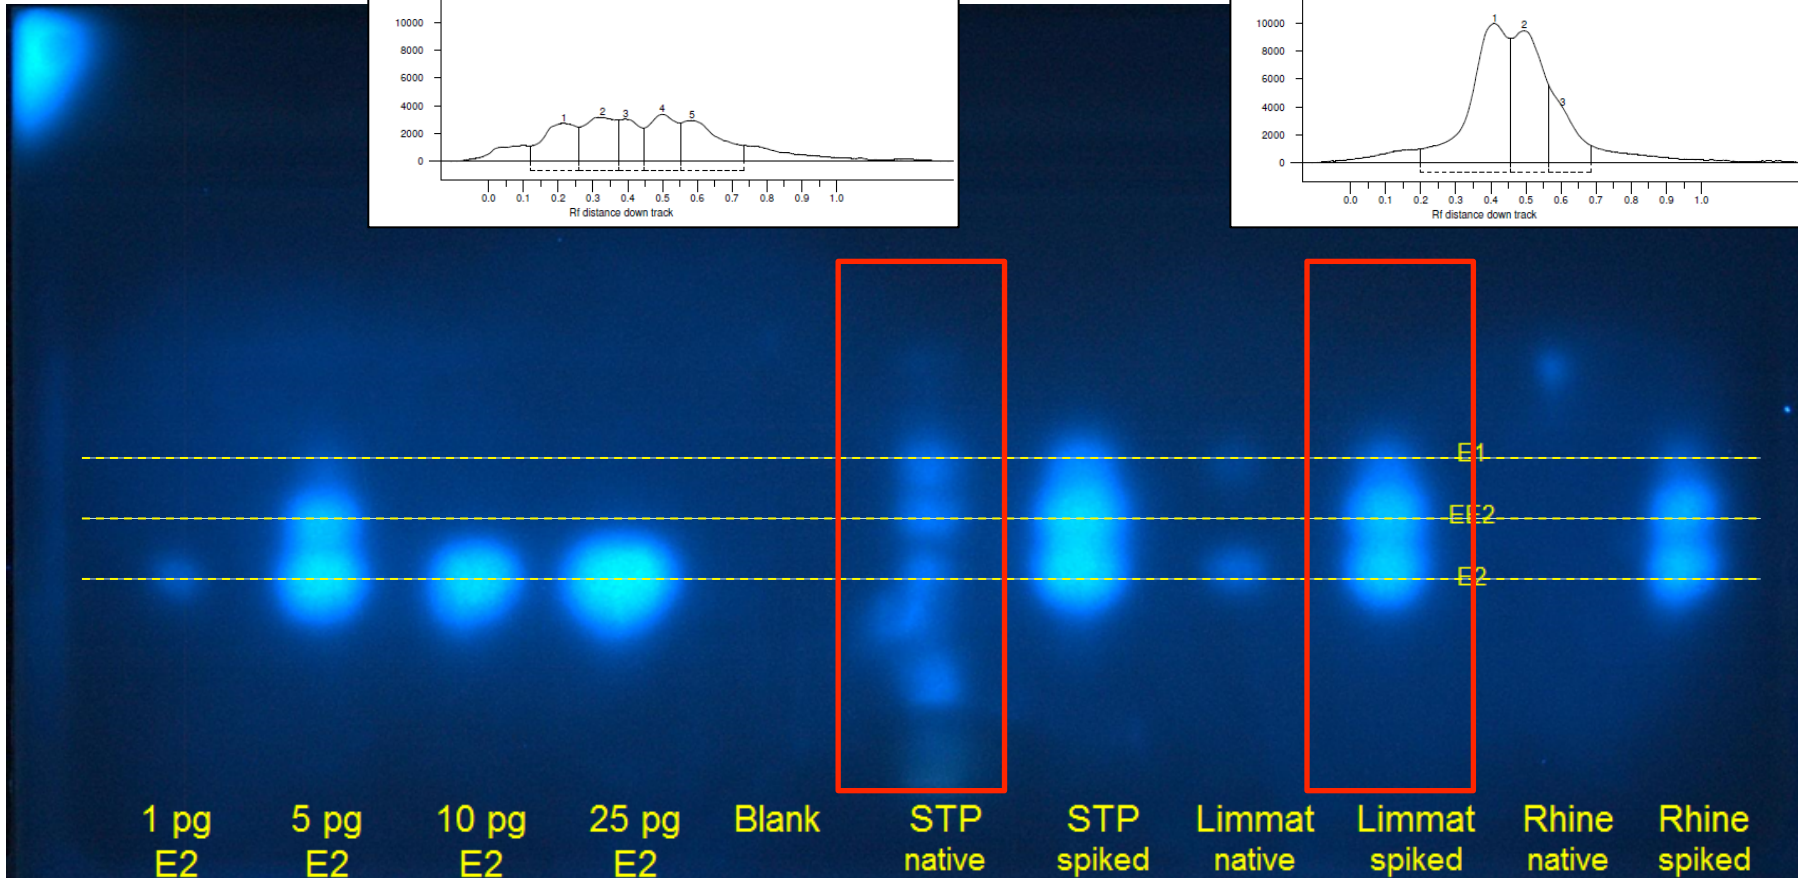 10000
8000
6000
4000
2000
0
1
2
3
4
5
0.0 0.1 0.2 0.3 0.4 0.5 0.6 0.7 0.8 0.9 1.0
Rf distance down track
10000
8000
6000
4000
2000
0
1
2
3
0.0 0.1 0.2 0.3 0.4 0.5 0.6 0.7 0.8 0.9 1.0
Rf distance down track
E1
EE2
E2
1 pg
E2
5 pg
E2
10 pg
E2
25 pg
E2
Blank
STP
native
STP
spiked
Limmat
native
Limmat
spiked
Rhine
native
Rhine
spiked